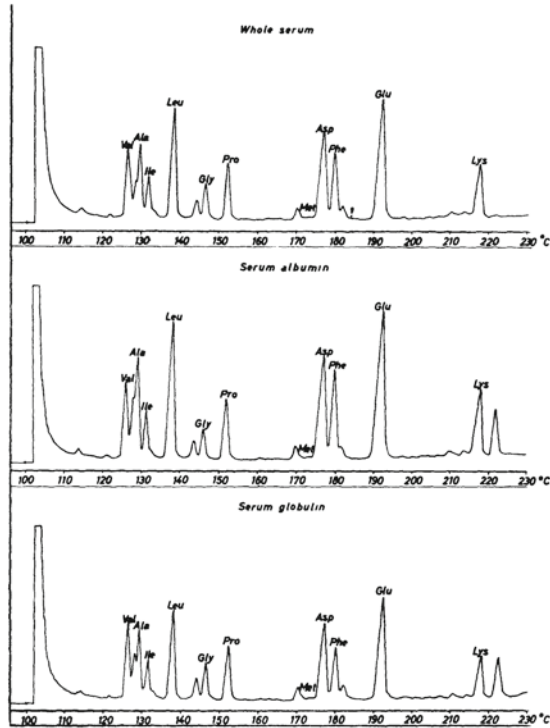 Whole serum
Glu
Leu
Asp
Val Ala
Phe
Ile
Pro
Lys
Gly
Met
?
100 110 120 130 140 150 160 170 180 190 200 210 220 230 °C
Serum albumin
Glu
Leu
Asp
Ala
Phe
Val
Lys
Pro
Ile
Gly
Met
100 110 120 130 140 150 160 170 180 190 200 210 220 230 °C
Serum globulin
Glu
Leu
Val
Asp
Ala
Phe
Pro
Lys
Ile
Gly
Met
100 110 120 130 140 150 160 170 180 190 200 210 220 230 °C